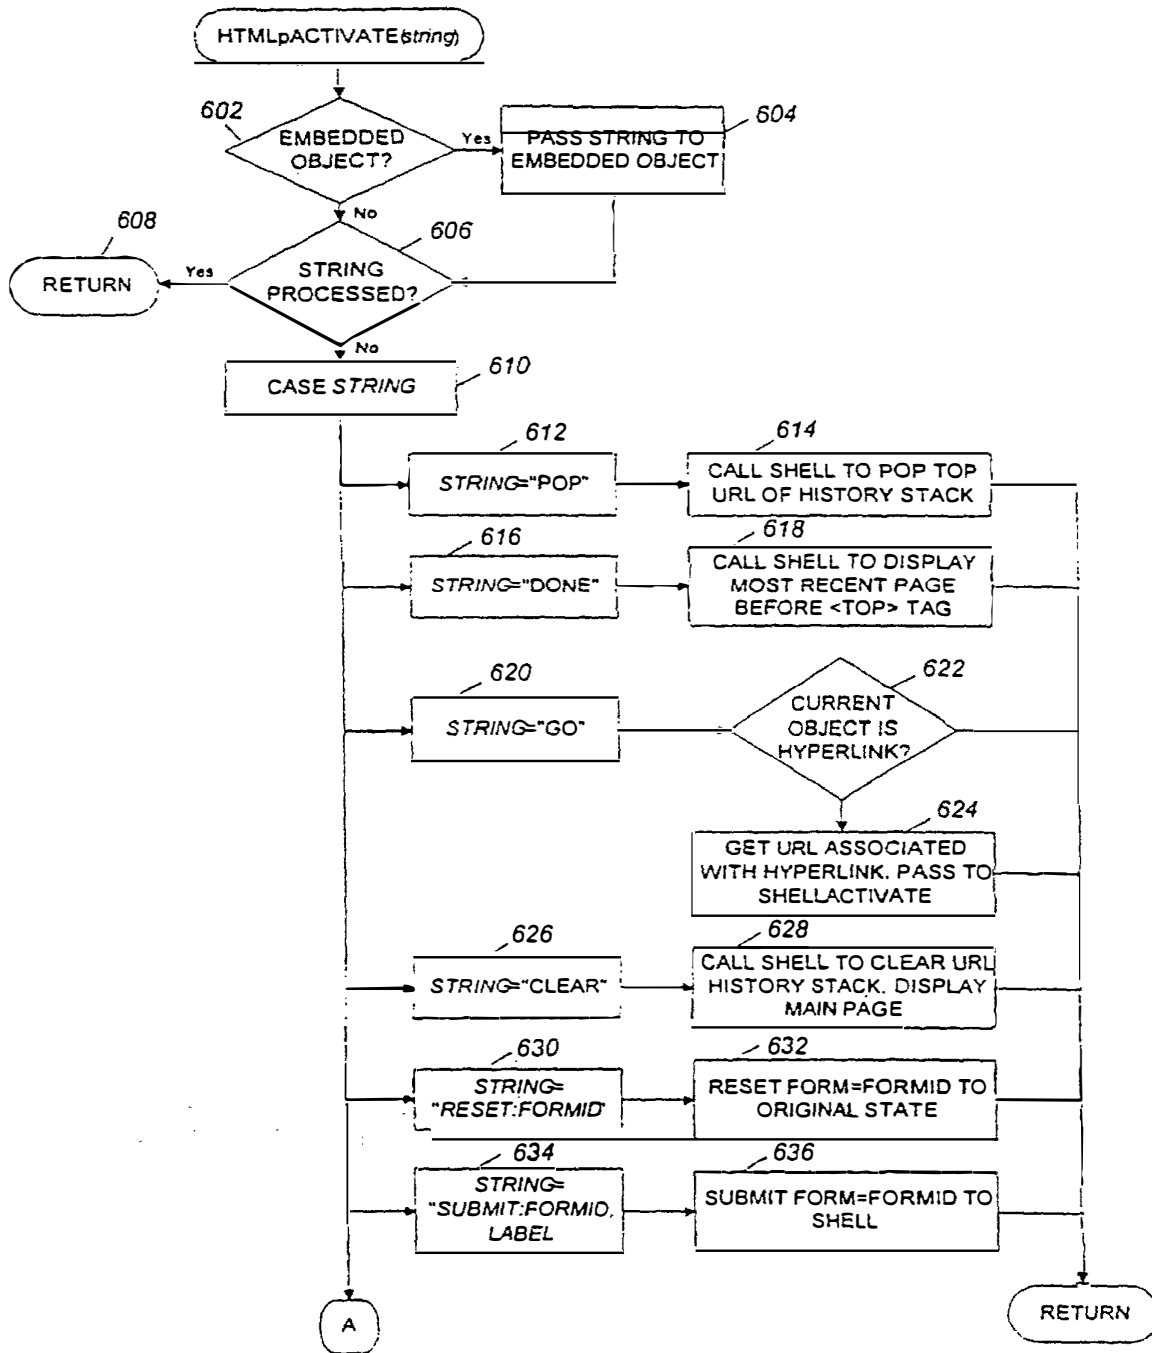 HTMLpACTIVATE(string)
602
EMBEDDED
OBJECT?
Yes
604
PASS STRING TO
EMBEDDED OBJECT
No
608
RETURN
Yes
606
STRING
PROCESSED?
No
610
CASE STRING
612
STRING="POP"
614
CALL SHELL TO POP TOP
URL OF HISTORY STACK
616
STRING="DONE"
618
CALL SHELL TO DISPLAY
MOST RECENT PAGE
BEFORE <TOP> TAG
620
STRING="GO"
622
CURRENT
OBJECT IS
HYPERLINK?
624
GET URL ASSOCIATED
WITH HYPERLINK. PASS TO
SHELLACTIVATE
626
STRING="CLEAR"
628
CALL SHELL TO CLEAR URL
HISTORY STACK. DISPLAY
MAIN PAGE
630
STRING=
"RESET:FORMID"
632
RESET FORM=FORMID TO
ORIGINAL STATE
634
STRING=
"SUBMIT:FORMID,
LABEL
636
SUBMIT FORM=FORMID TO
SHELL
A
RETURN